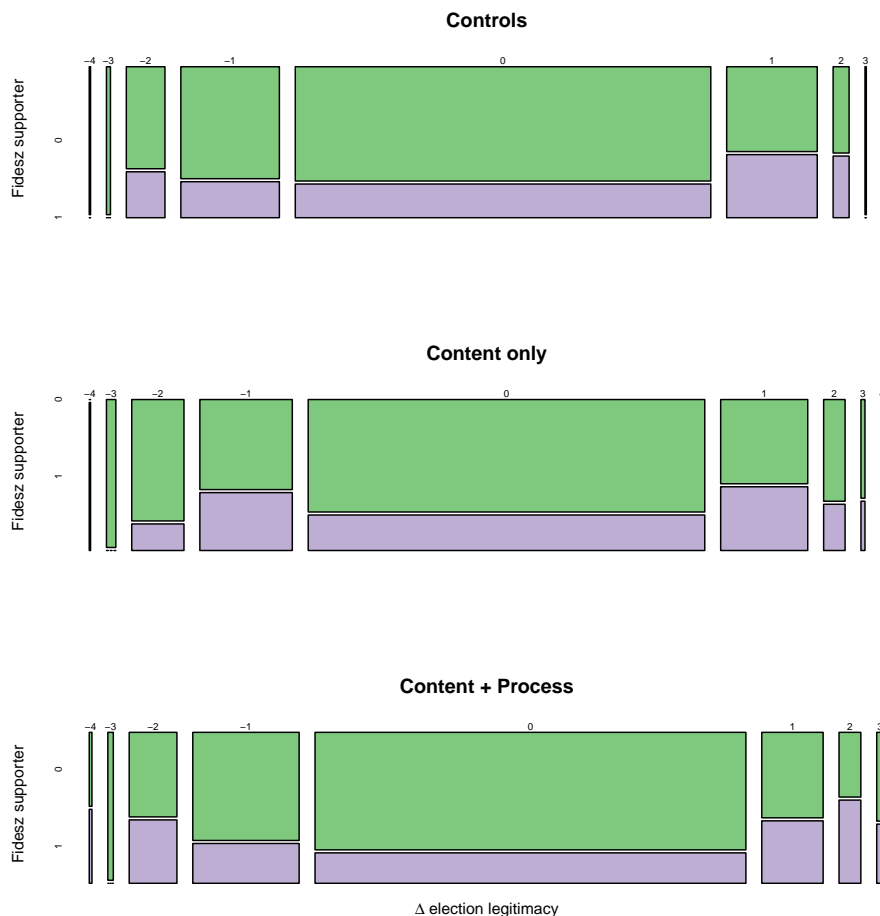 Controls
−4 −3 −2 −1 0 1 2 3
Fidesz supporter
0
1
Content only
−4 −3 −2 −1 0 1 2 3
Fidesz supporter
0
1
Content + Process
−4 −3 −2 −1 0 1 2
Fidesz supporter
0
1
Δ election legitimacy